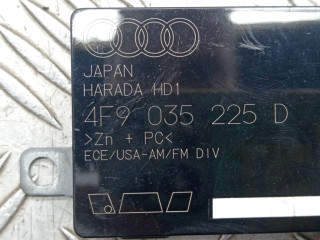 JAPAN
HARADA HD1
4F9 035 225 D
>Zn + PC<
ECE/USA-AM/FM DIV